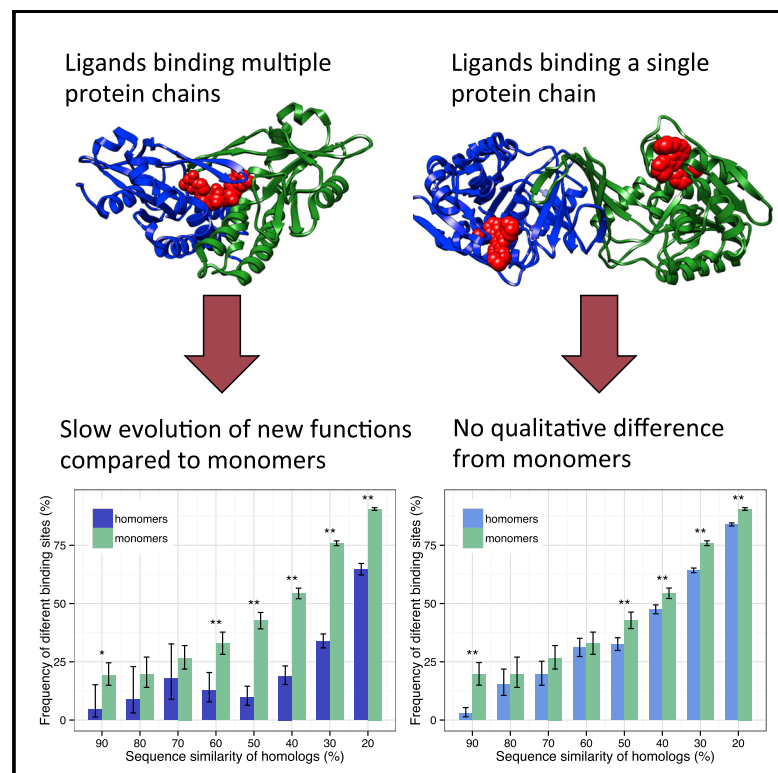 Ligands binding multiple
protein chains
Ligands binding a single
protein chain
Slow evolution of new functions
compared to monomers
No qualitative difference
from monomers
Frequency of diferent binding sites (%)
75
50
25
0
homomers
monomers
*
**
**
**
**
**
90
80
70
60
50
40
30
20
Sequence similarity of homologs (%)
Frequency of diferent binding sites (%)
75
50
25
0
homomers
monomers
**
**
**
**
**
90
80
70
60
50
40
30
20
Sequence similarity of homologs (%)